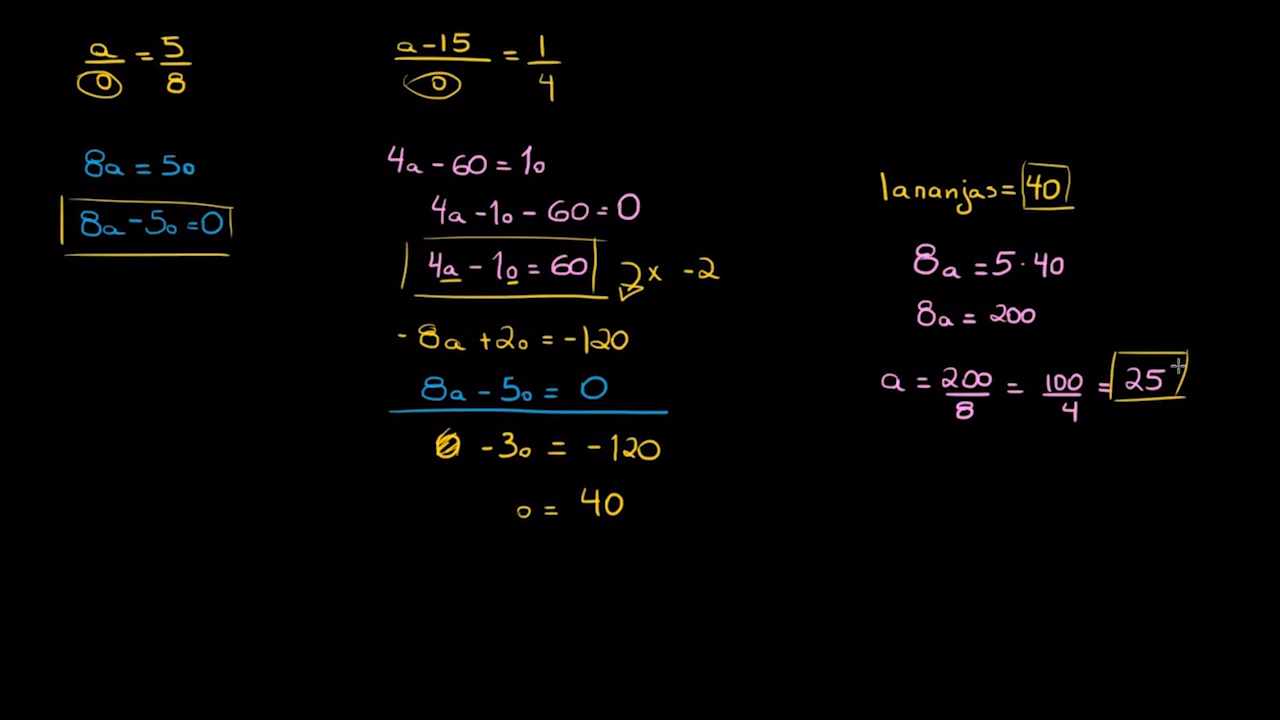 a/o = 5/8
8a = 5o
8a - 5o = 0
a - 15/o = 1/4
4a - 60 = 1o
4a - 1o - 60 = 0
4a - 1o = 60 x -2
-8a + 2o = -120
8a - 5o = 0
0 -3o = -120
o = 40
lananjas = 40
8a = 5 · 40
8a = 200
a = 200/8 = 100/4 = 25